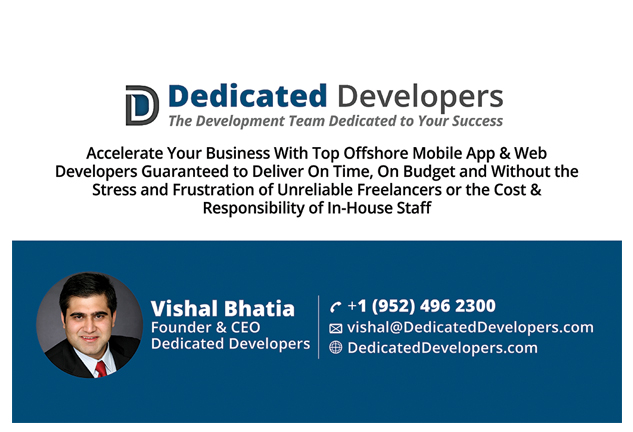 Dedicated Developers
The Development Team Dedicated to Your Success
Accelerate Your Business With Top Offshore Mobile App & Web
Developers Guaranteed to Deliver On Time, On Budget and Without the
Stress and Frustration of Unreliable Freelancers or the Cost &
Responsibility of In-House Staff
Vishal Bhatia
Founder & CEO
Dedicated Developers
+1 (952) 496 2300
vishal@DedicatedDevelopers.com
DedicatedDevelopers.com